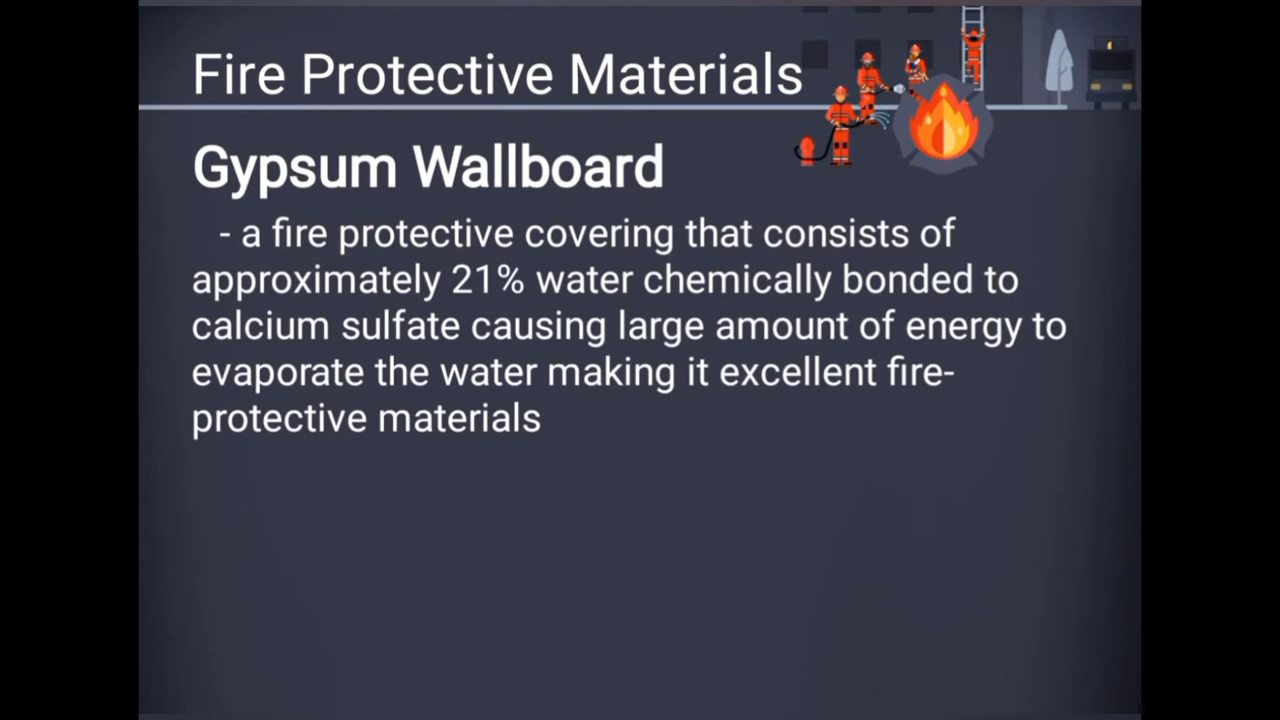 Fire Protective Materials
Gypsum Wallboard
- a fire protective covering that consists of
approximately 21% water chemically bonded to
calcium sulfate causing large amount of energy to
evaporate the water making it excellent fire-
protective materials